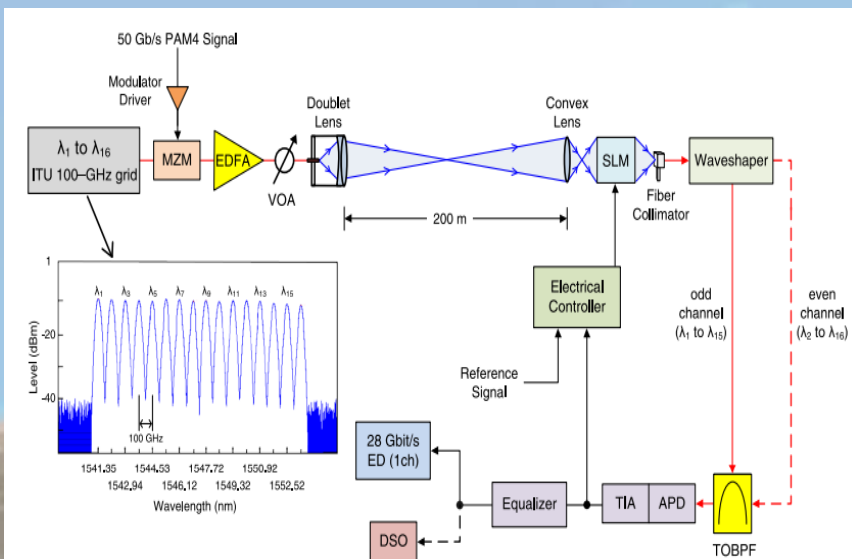 50 Gb/s PAM4 Signal
Modulator
Driver
λ1 to λ16
ITU 100–GHz grid
MZM
EDFA
VOA
Doublet
Lens
200 m
Convex
Lens
SLM
Fiber
Collimator
Waveshaper
odd
channel
(λ1 to λ15)
even
channel
(λ2 to λ16)
Electrical
Controller
Reference
Signal
1
-20
-40
Level (dBm)
λ1 λ3 λ5 λ7 λ9 λ11 λ13 λ15
100 GHz
1541.35 1544.53 1547.72 1550.92
1542.94 1546.12 1549.32 1552.52
Wavelength (nm)
28 Gbit/s
ED (1ch)
DSO
Equalizer
TIA
APD
TOBPF